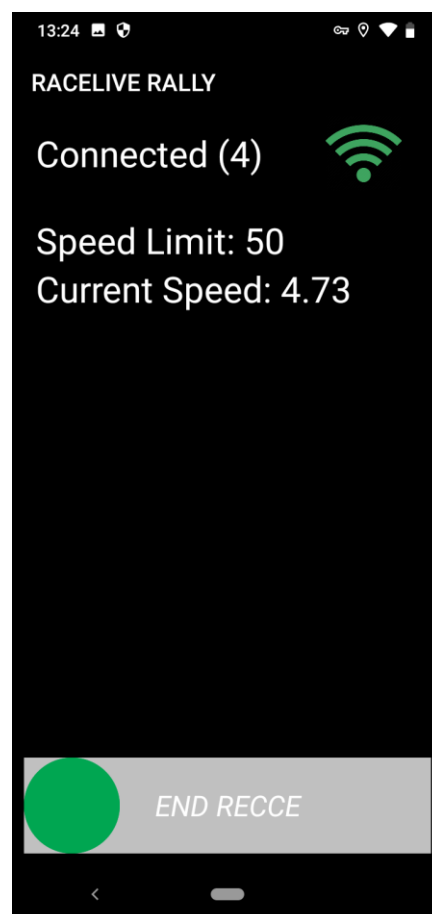 13:24
RACELIVE RALLY
Connected (4)
Speed Limit: 50
Current Speed: 4.73
END RECCE